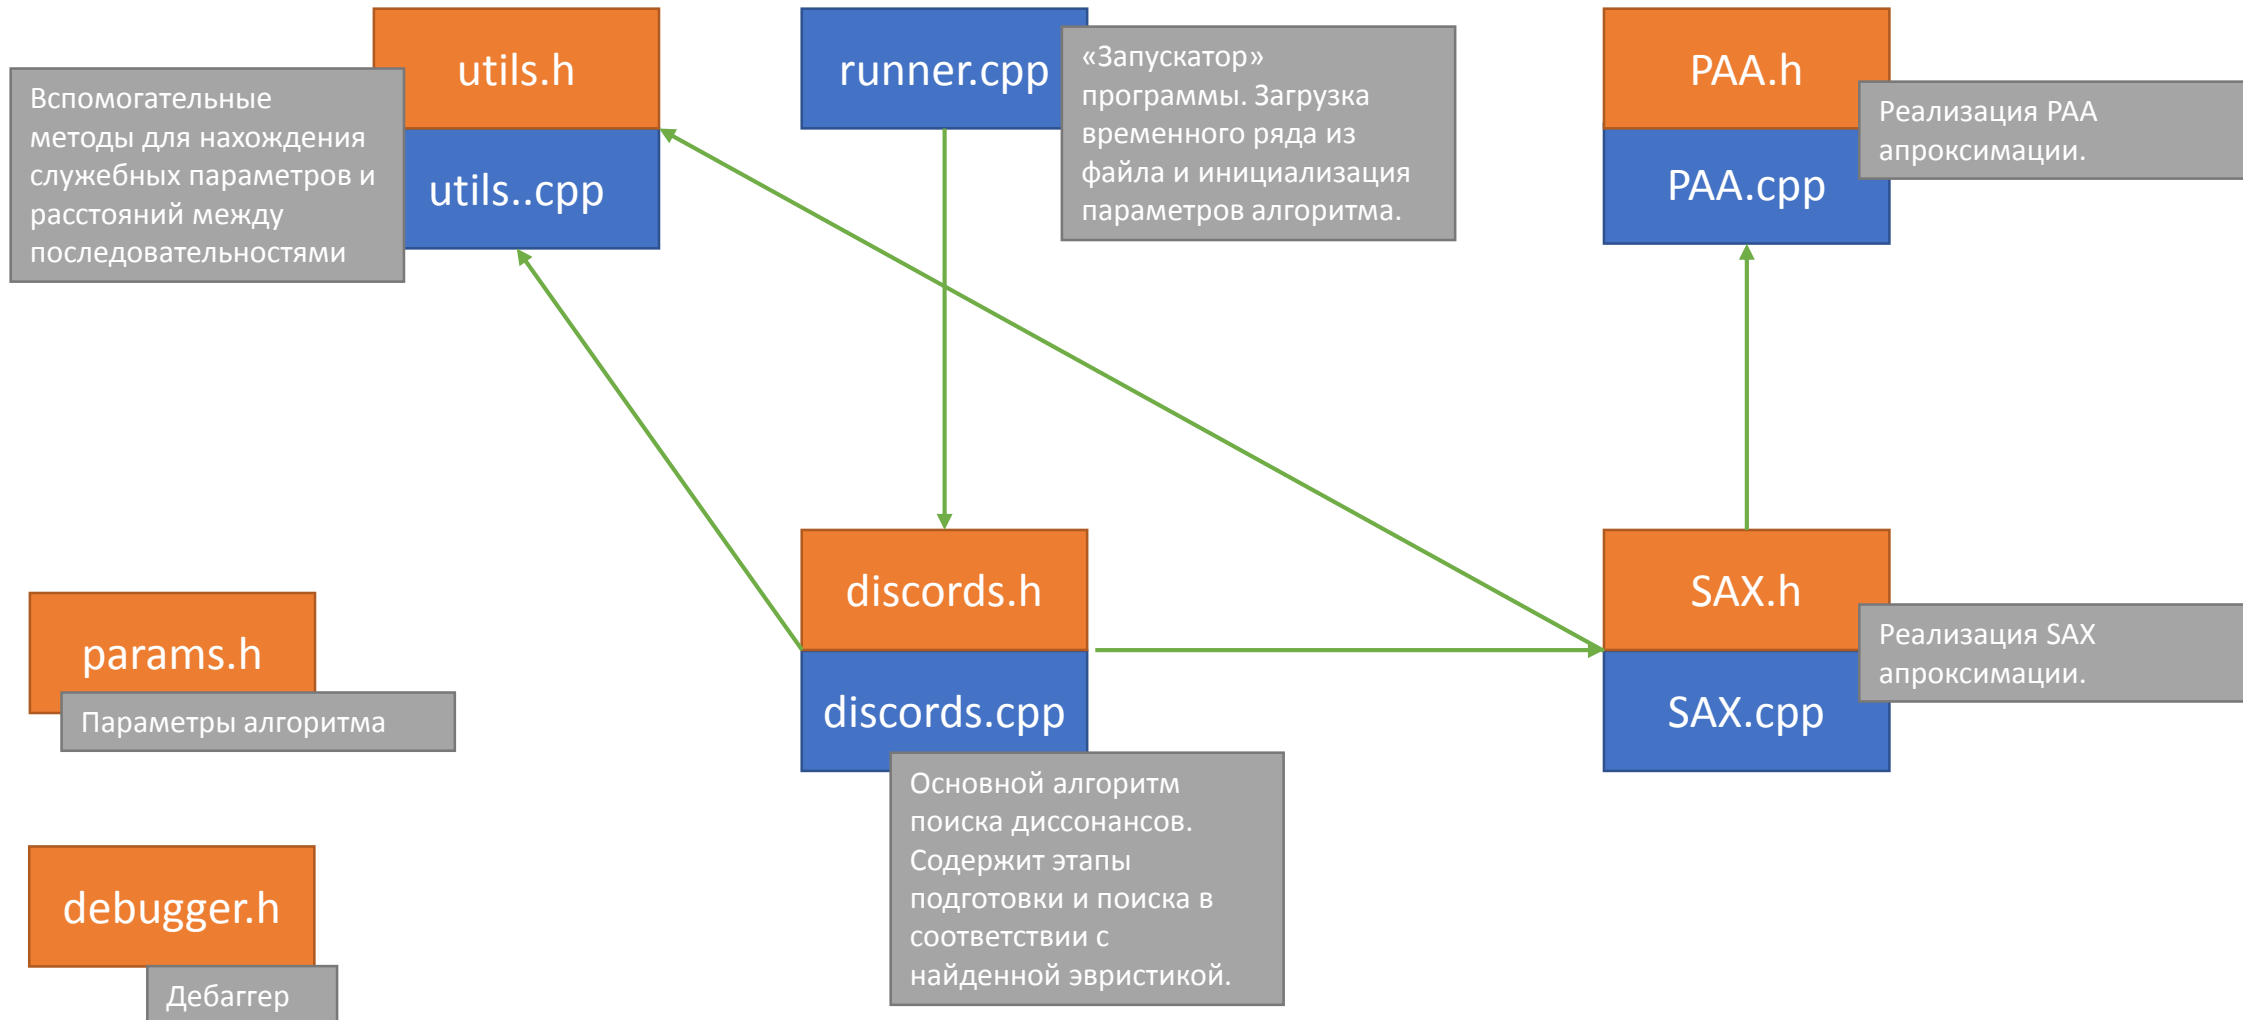 utils.h
utils..cpp
Вспомогательные
методы для нахождения
служебных параметров и
расстояний между
последовательностями
runner.cpp
«Запускатор»
программы. Загрузка
временного ряда из
файла и инициализация
параметров алгоритма.
PAA.h
PAA.cpp
Реализация PAA
апроксимации.
params.h
Параметры алгоритма
discords.h
discords.cpp
Основной алгоритм
поиска диссонансов.
Содержит этапы
подготовки и поиска в
соответствии с
найденной эвристикой.
SAX.h
SAX.cpp
Реализация SAX
апроксимации.
debugger.h
Дебаггер